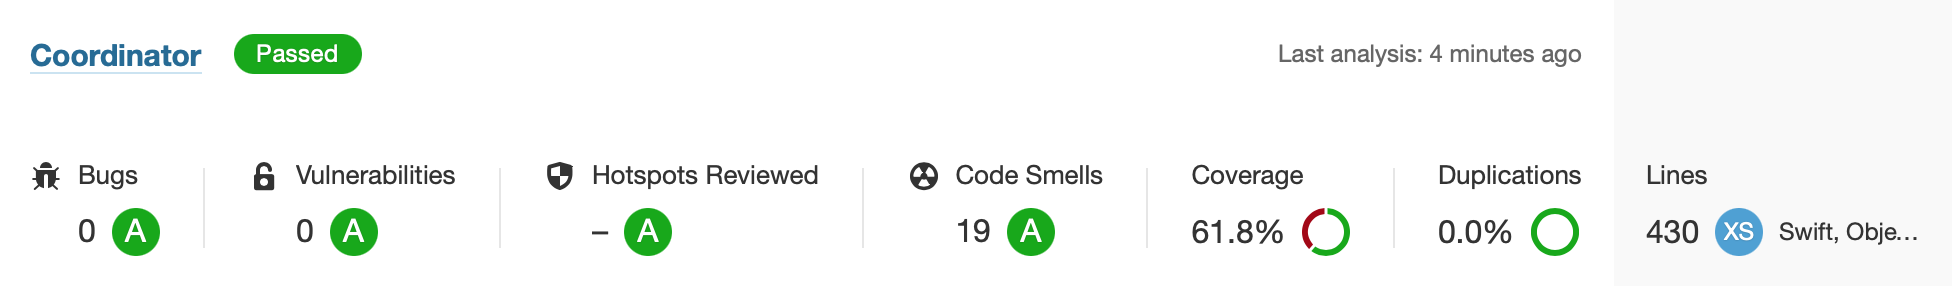 Coordinator Passed Last analysis: 4 minutes ago
Bugs Vulnerabilities Hotspots Reviewed Code Smells Coverage Duplications Lines
0 A 0 A – A 19 A 61.8% 0.0% 430 XS Swift, Obje...